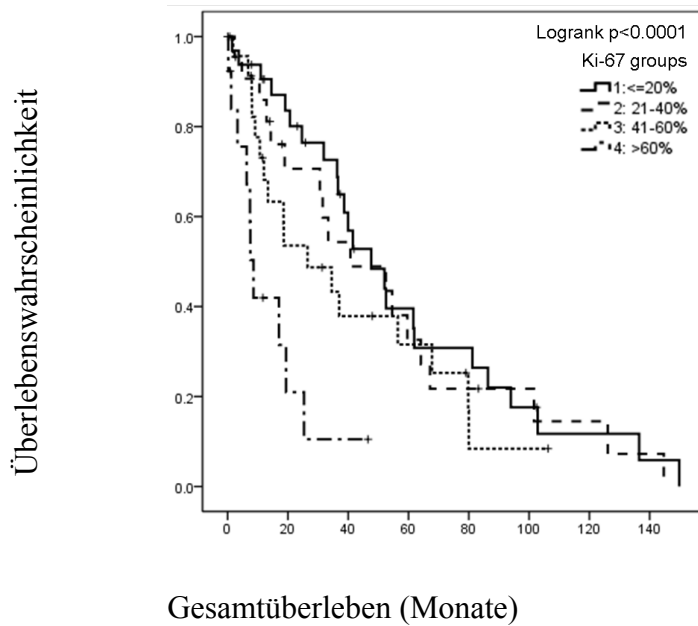 Logrank p<0.0001
Ki-67 groups
1:<=20%
2: 21-40%
3: 41-60%
4: >60%
Überlebenswahrscheinlichkeit
1.0
0.8
0.6
0.4
0.2
0.0
0 20 40 60 80 100 120 140
Gesamtüberleben (Monate)